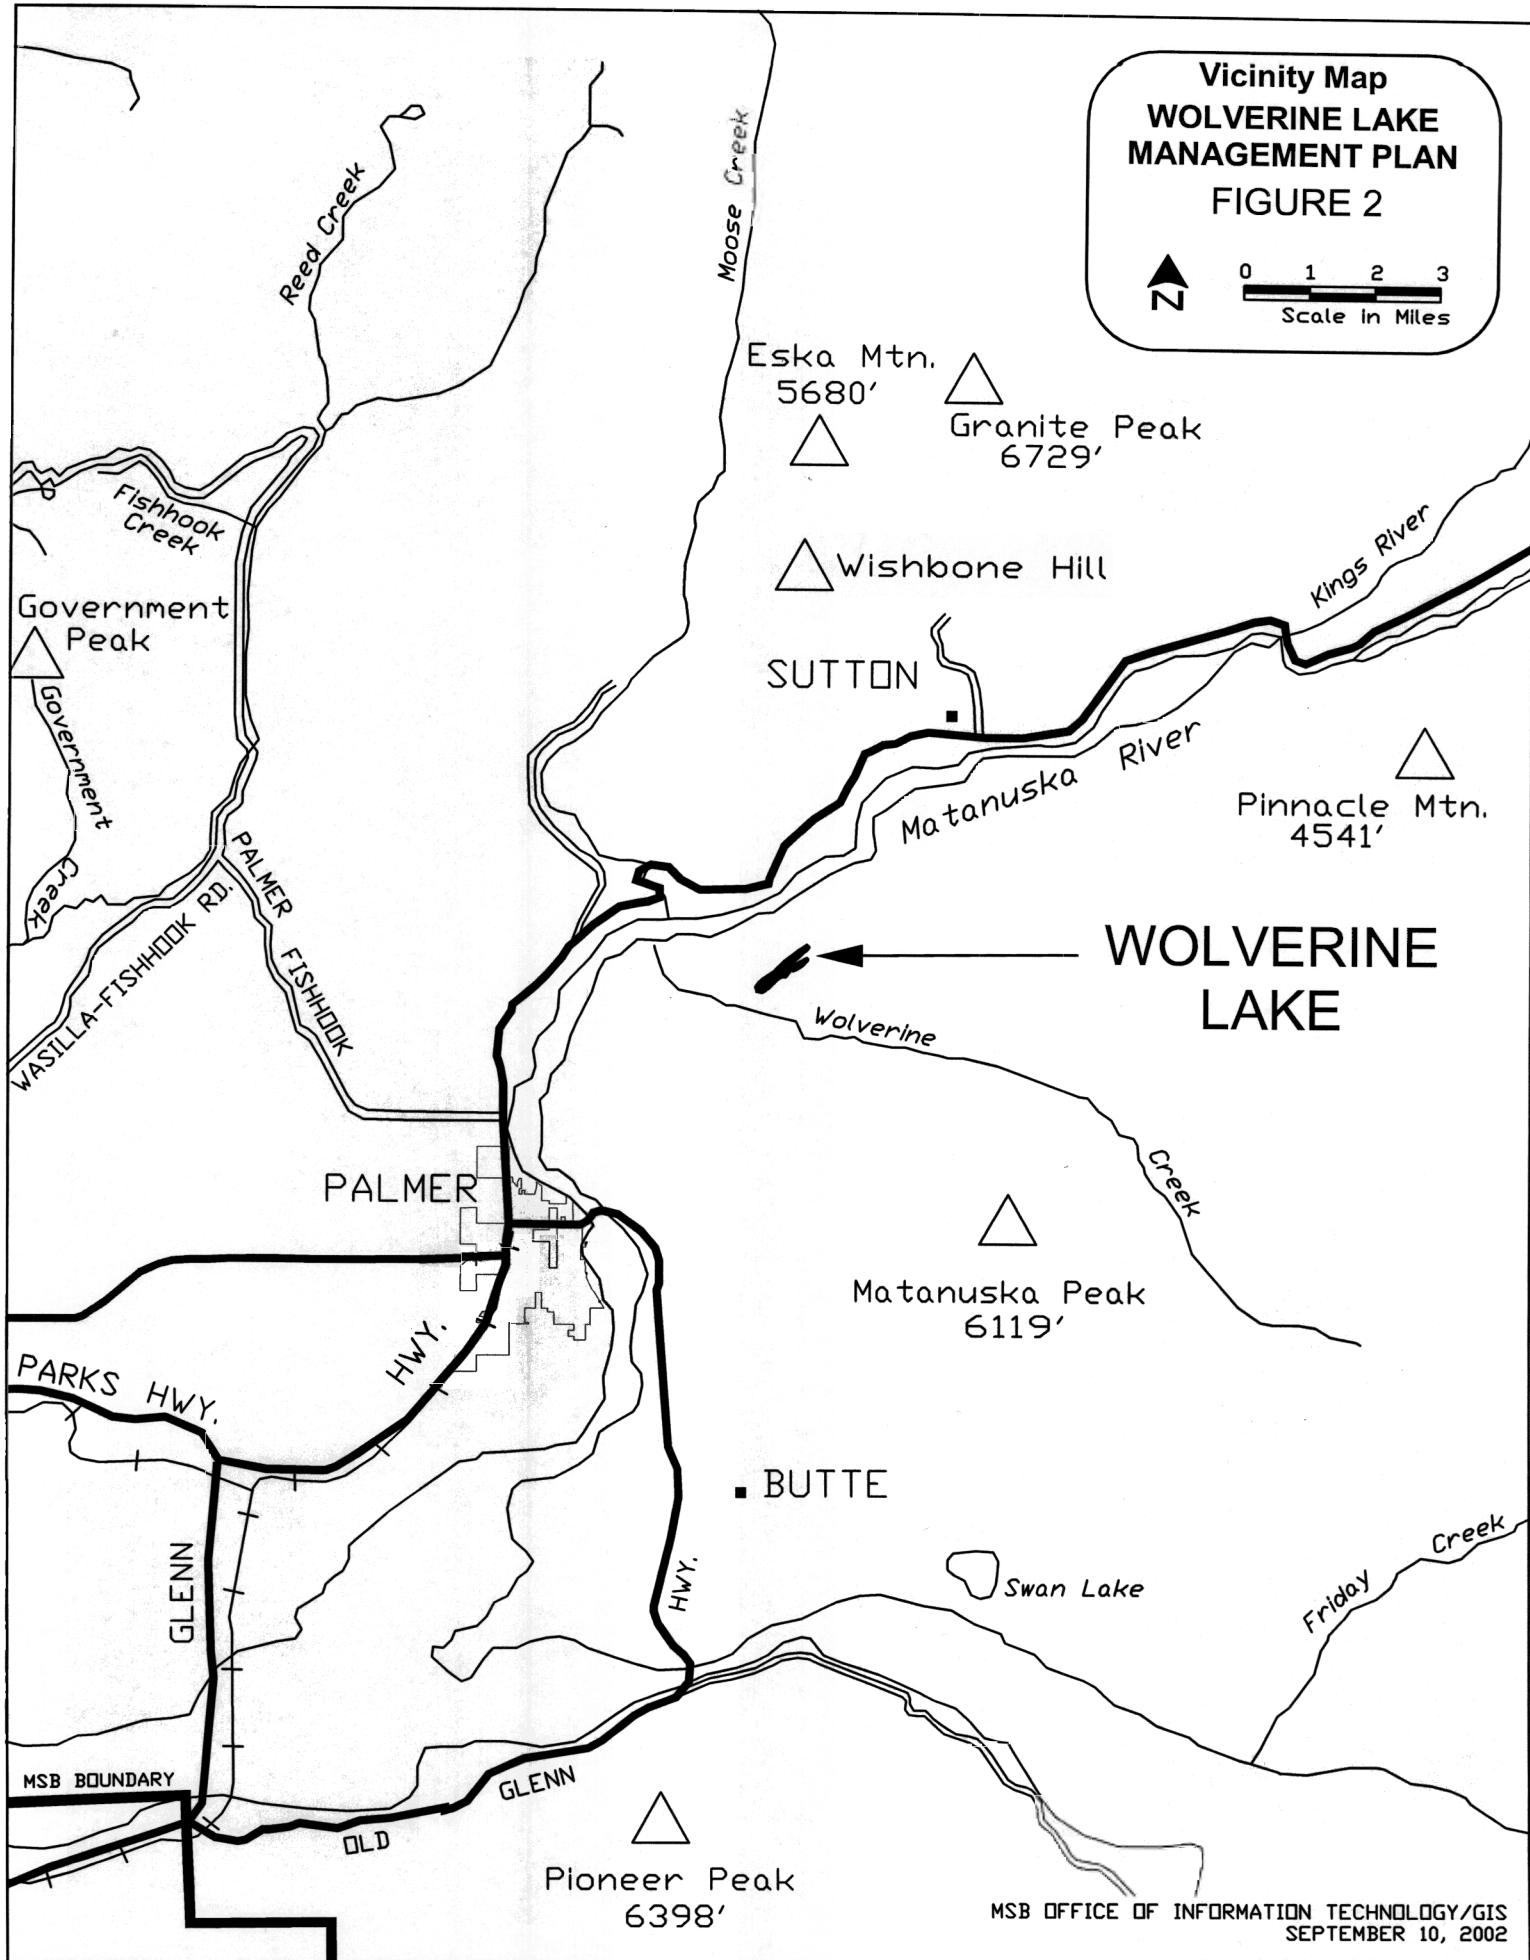 Vicinity Map
WOLVERINE LAKE
MANAGEMENT PLAN
FIGURE 2
N
0 1 2 3
Scale in Miles
Reed Creek
Moose Creek
Eska Mtn.
5680'
Granite Peak
6729'
Fishhook
Creek
Wishbone Hill
Kings River
Government
Peak
Government
Creek
SUTTON
Matanuska River
Pinnacle Mtn.
4541'
PALMER
FISHHOOK
WASILLA-FISHHOOK RD.
WOLVERINE
LAKE
Wolverine
Creek
PALMER
Matanuska Peak
6119'
HWY.
PARKS HWY.
BUTTE
GLENN
HWY.
Swan Lake
Friday Creek
MSB BOUNDARY
GLENN
OLD
Pioneer Peak
6398'
MSB OFFICE OF INFORMATION TECHNOLOGY/GIS
SEPTEMBER 10, 2002